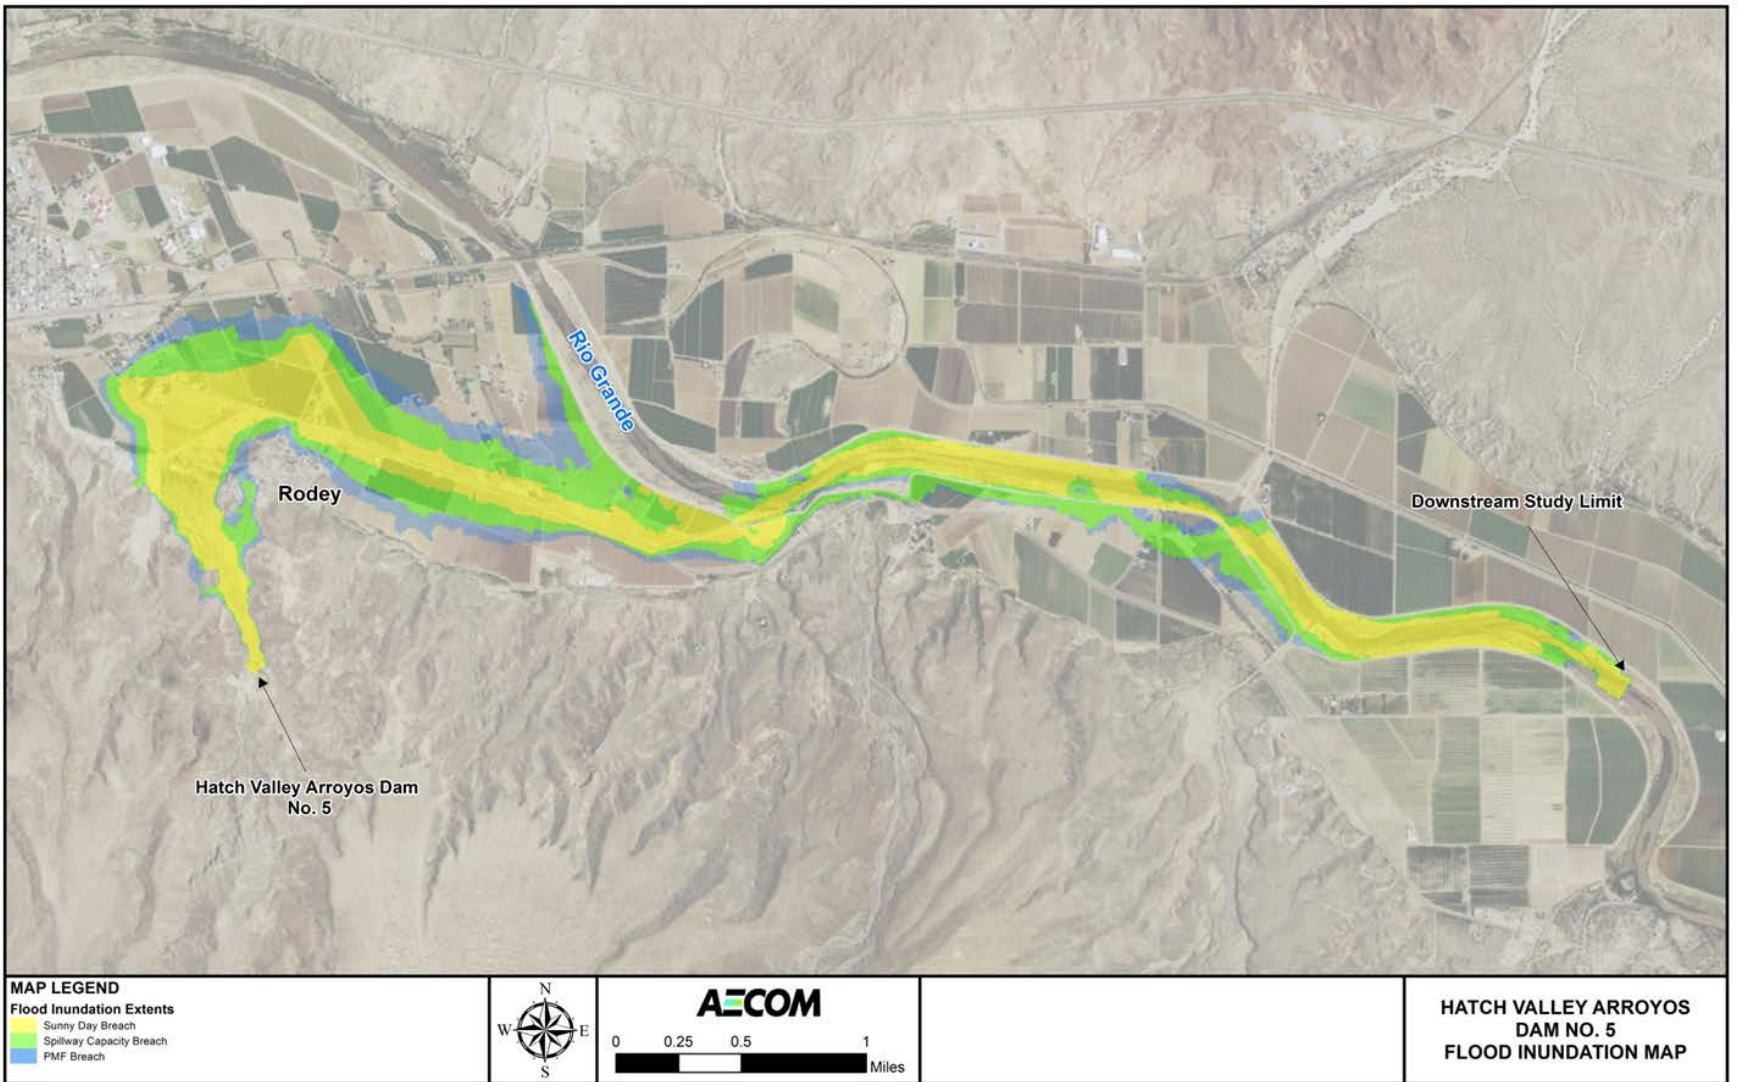 Rio Grande
Rodey
Downstream Study Limit
Hatch Valley Arroyos Dam
No. 5
MAP LEGEND
Flood Inundation Extents
Sunny Day Breach
Spillway Capacity Breach
PMF Breach
N
W E
S
AECOM
0 0.25 0.5 1
Miles
HATCH VALLEY ARROYOS
DAM NO. 5
FLOOD INUNDATION MAP